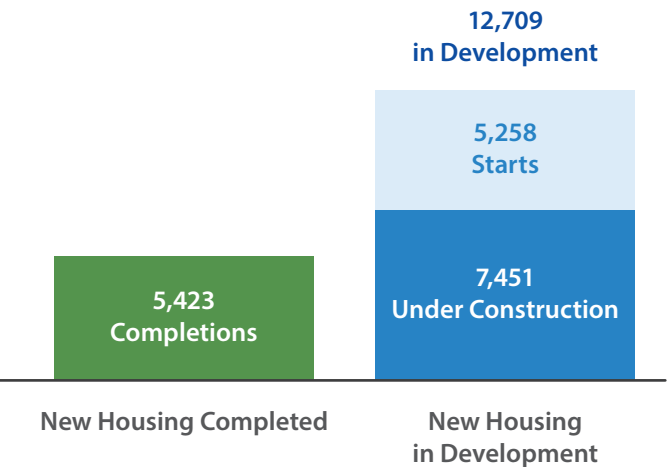 12,709
in Development
5,258
Starts
7,451
Under Construction
5,423
Completions
New Housing Completed
New Housing
in Development